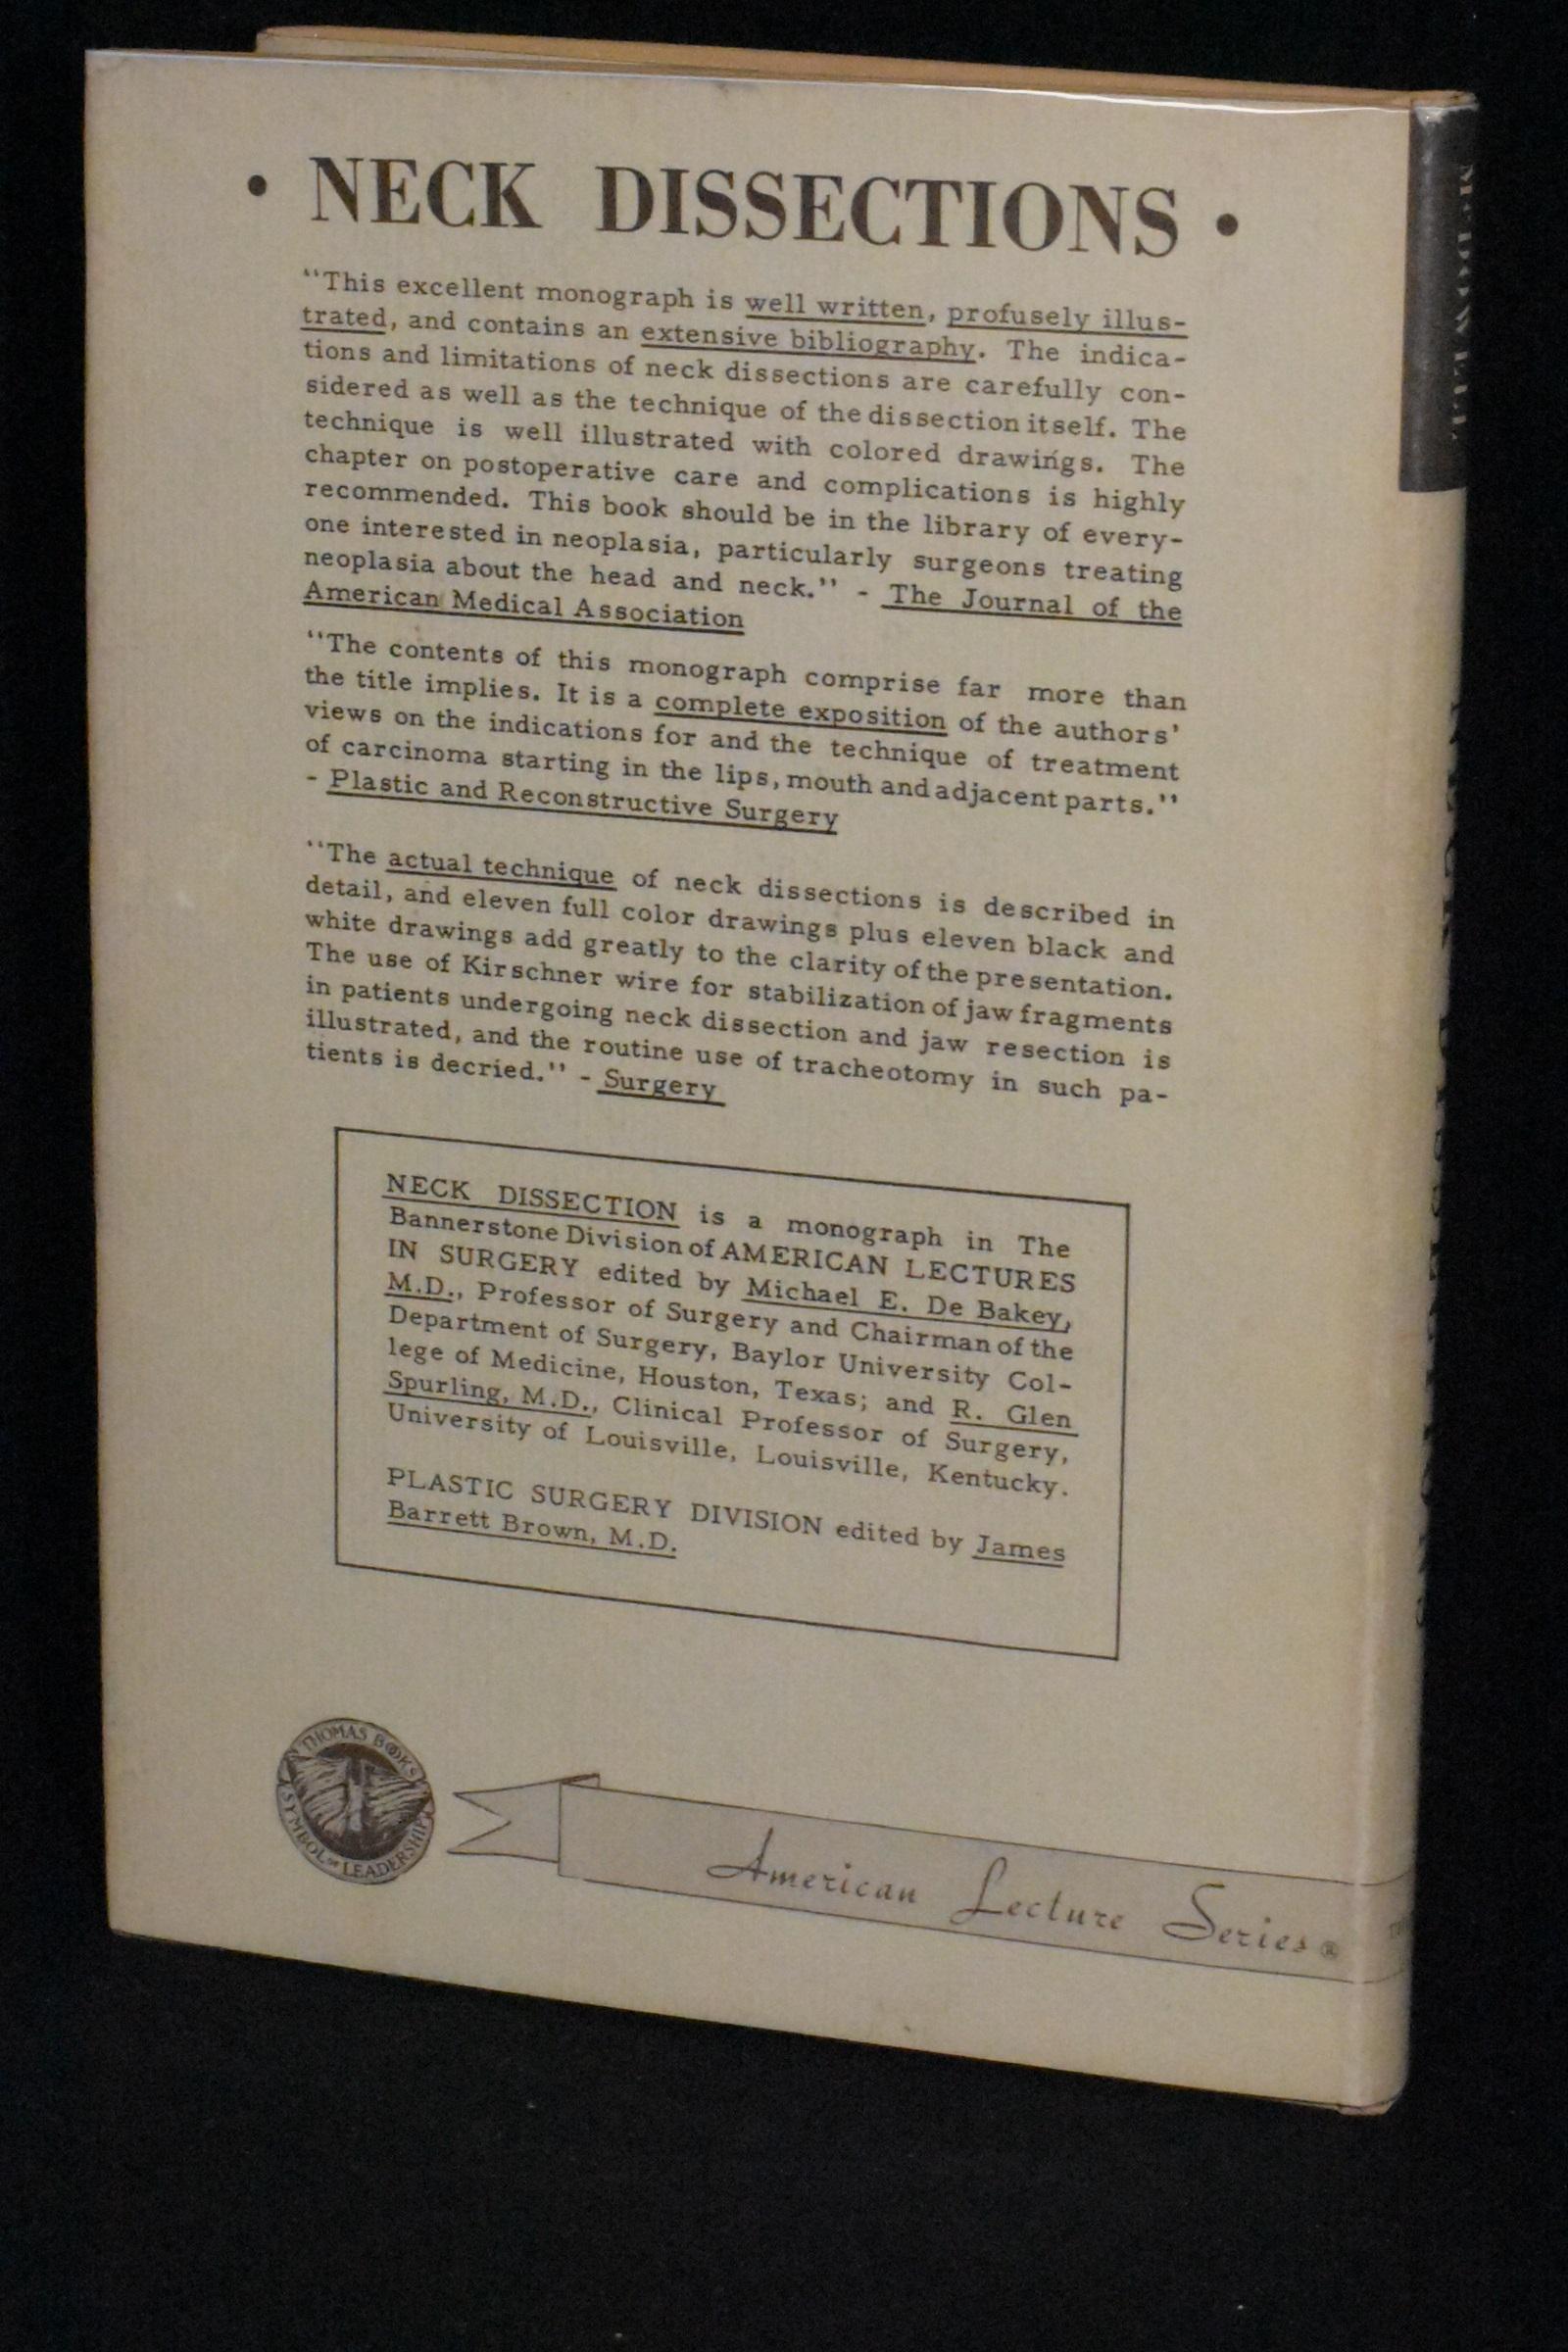 • NECK DISSECTIONS •
“This excellent monograph is well written, profusely illus-
trated, and contains an extensive bibliography. The indica-
tions and limitations of neck dissections are carefully con-
sidered as well as the technique of the dissection itself. The
technique is well illustrated with colored drawings. The
chapter on postoperative care and complications is highly
recommended. This book should be in the library of every-
one interested in neoplasia, particularly surgeons treating
neoplasia about the head and neck.” - The Journal of the
American Medical Association
“The contents of this monograph comprise far more than
the title implies. It is a complete exposition of the authors’
views on the indications for and the technique of treatment
of carcinoma starting in the lips, mouth and adjacent parts.”
- Plastic and Reconstructive Surgery
“The actual technique of neck dissections is described in
detail, and eleven full color drawings plus eleven black and
white drawings add greatly to the clarity of the presentation.
The use of Kirschner wire for stabilization of jaw fragments
in patients undergoing neck dissection and jaw resection is
illustrated, and the routine use of tracheotomy in such pa-
tients is decried.” - Surgery
NECK DISSECTION is a monograph in The
Bannerstone Division of AMERICAN LECTURES
IN SURGERY edited by Michael E. De Bakey,
M.D., Professor of Surgery and Chairman of the
Department of Surgery, Baylor University Col-
lege of Medicine, Houston, Texas; and R. Glen
Spurling, M.D., Clinical Professor of Surgery,
University of Louisville, Louisville, Kentucky.
PLASTIC SURGERY DIVISION edited by James
Barrett Brown, M.D.
A THOMAS BOOKS
SYMBOL OF LEADERSHIP
American Lecture Series ®
McDOWELL
NECK DISSECTIONS